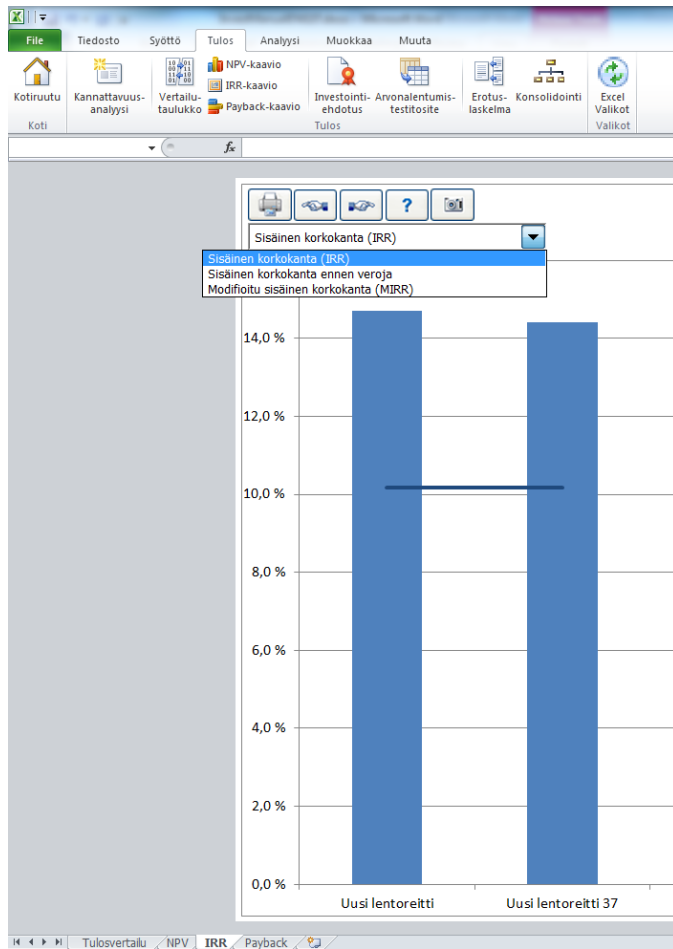 File Tiedosto Syöttö Tulos Analyysi Muokkaa Muuta
Kotiruutu
Kannattavuus-
analyysi
Vertailu-
taulukko
NPV-kaavio
IRR-kaavio
Payback-kaavio
Investointi-
ehdotus
Arvonalentumis-
testitosite
Erotus-
laskelma
Konsolidointi
Excel
Valikot
Koti Tulos Valikot
fx
?
Sisäinen korkokanta (IRR)
Sisäinen korkokanta (IRR)
Sisäinen korkokanta ennen veroja
Modifioitu sisäinen korkokanta (MIRR)
14,0 %
12,0 %
10,0 %
8,0 %
6,0 %
4,0 %
2,0 %
0,0 %
Uusi lentoreitti Uusi lentoreitti 37
Tulosvertailu NPV IRR Payback